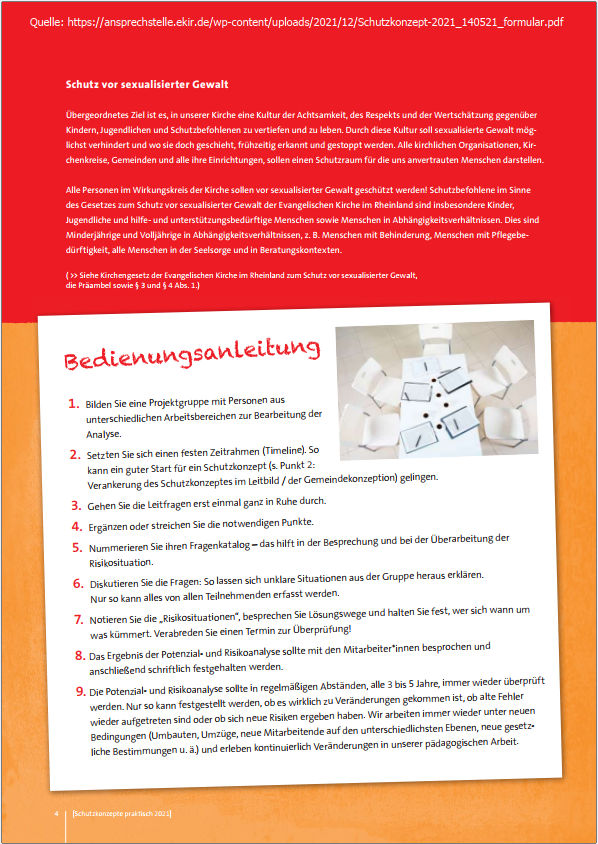 Quelle: https://ansprechstelle.ekir.de/wp-content/uploads/2021/12/Schutzkonzept-2021_140521_formular.pdf
Schutz vor sexualisierter Gewalt
Übergeordnetes Ziel ist es, in unserer Kirche eine Kultur der Achtsamkeit, des Respekts und der Wertschätzung gegenüber
Kindern, Jugendlichen und Schutzbefohlenen zu vertiefen und zu leben. Durch diese Kultur soll sexualisierte Gewalt mög-
lichst verhindert und wo sie doch geschieht, frühzeitig erkannt und gestoppt werden. Alle kirchlichen Organisationen, Kir-
chenkreise, Gemeinden und alle ihre Einrichtungen, sollen einen Schutzraum für die uns anvertrauten Menschen darstellen.
Alle Personen im Wirkungskreis der Kirche sollen vor sexualisierter Gewalt geschützt werden! Schutzbefohlene im Sinne
des Gesetzes zum Schutz vor sexualisierter Gewalt der Evangelischen Kirche im Rheinland sind insbesondere Kinder,
Jugendliche und hilfe- und unterstützungsbedürftige Menschen sowie Menschen in Abhängigkeitsverhältnissen. Dies sind
Minderjährige und Volljährige in Abhängigkeitsverhältnissen, z. B. Menschen mit Behinderung, Menschen mit Pflegebe-
dürftigkeit, alle Menschen in der Seelsorge und in Beratungskontexten.
( >> Siehe Kirchengesetz der Evangelischen Kirche im Rheinland zum Schutz vor sexualisierter Gewalt,
die Präambel sowie § 3 und § 4 Abs. 1.)
Bedienungsanleitung
1. Bilden Sie eine Projektgruppe mit Personen aus
unterschiedlichen Arbeitsbereichen zur Bearbeitung der
Analyse.
2. Setzten Sie sich einen festen Zeitrahmen (Timeline). So
kann ein guter Start für ein Schutzkonzept (s. Punkt 2:
Verankerung des Schutzkonzeptes im Leitbild / der Gemeindekonzeption) gelingen.
3. Gehen Sie die Leitfragen erst einmal ganz in Ruhe durch.
4. Ergänzen oder streichen Sie die notwendigen Punkte.
5. Nummerieren Sie ihren Fragenkatalog – das hilft in der Besprechung und bei der Überarbeitung der
Risikosituation.
6. Diskutieren Sie die Fragen: So lassen sich unklare Situationen aus der Gruppe heraus erklären.
Nur so kann alles von allen Teilnehmenden erfasst werden.
7. Notieren Sie die „Risikosituationen“, besprechen Sie Lösungswege und halten Sie fest, wer sich wann um
was kümmert. Verabreden Sie einen Termin zur Überprüfung!
8. Das Ergebnis der Potenzial- und Risikoanalyse sollte mit den Mitarbeiter*innen besprochen und
anschließend schriftlich festgehalten werden.
9. Die Potenzial- und Risikoanalyse sollte in regelmäßigen Abständen, alle 3 bis 5 Jahre, immer wieder überprüft
werden. Nur so kann festgestellt werden, ob es wirklich zu Veränderungen gekommen ist, ob alte Fehler
wieder aufgetreten sind oder ob sich neue Risiken ergeben haben. Wir arbeiten immer wieder unter neuen
Bedingungen (Umbauten, Umzüge, neue Mitarbeitende auf den unterschiedlichsten Ebenen, neue gesetz-
liche Bestimmungen u. ä.) und erleben kontinuierlich Veränderungen in unserer pädagogischen Arbeit.
4 [Schutzkonzepte praktisch 2021]